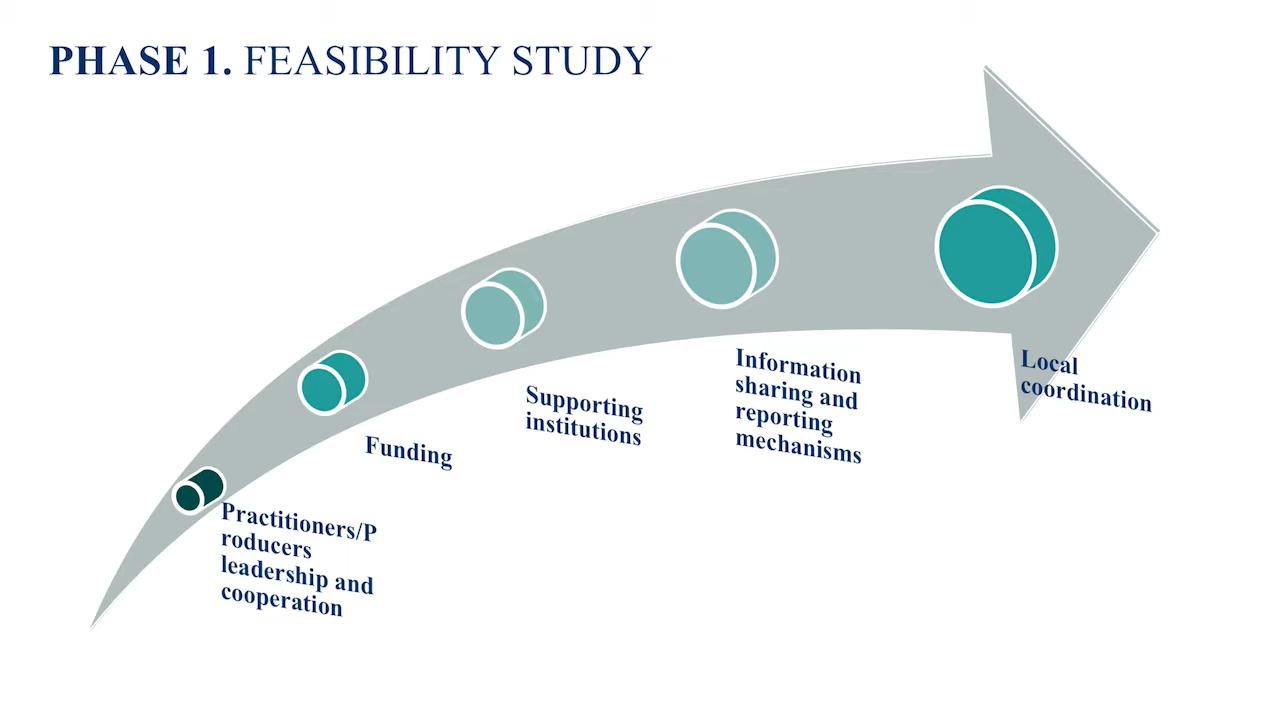 PHASE 1. FEASIBILITY STUDY
Practitioners/P
roducers
leadership and
cooperation
Funding
Supporting
institutions
Information
sharing and
reporting
mechanisms
Local
coordination